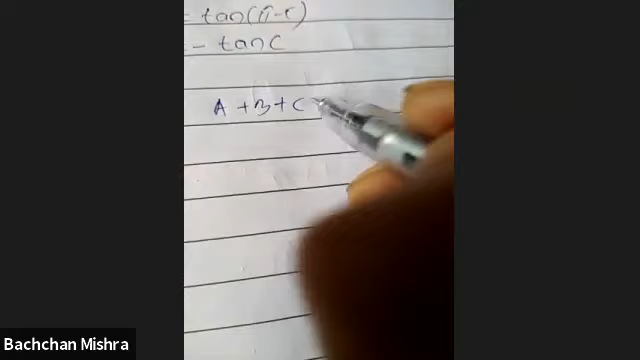 = tan(π-c)
= - tanc
A + B + C
Bachchan Mishra